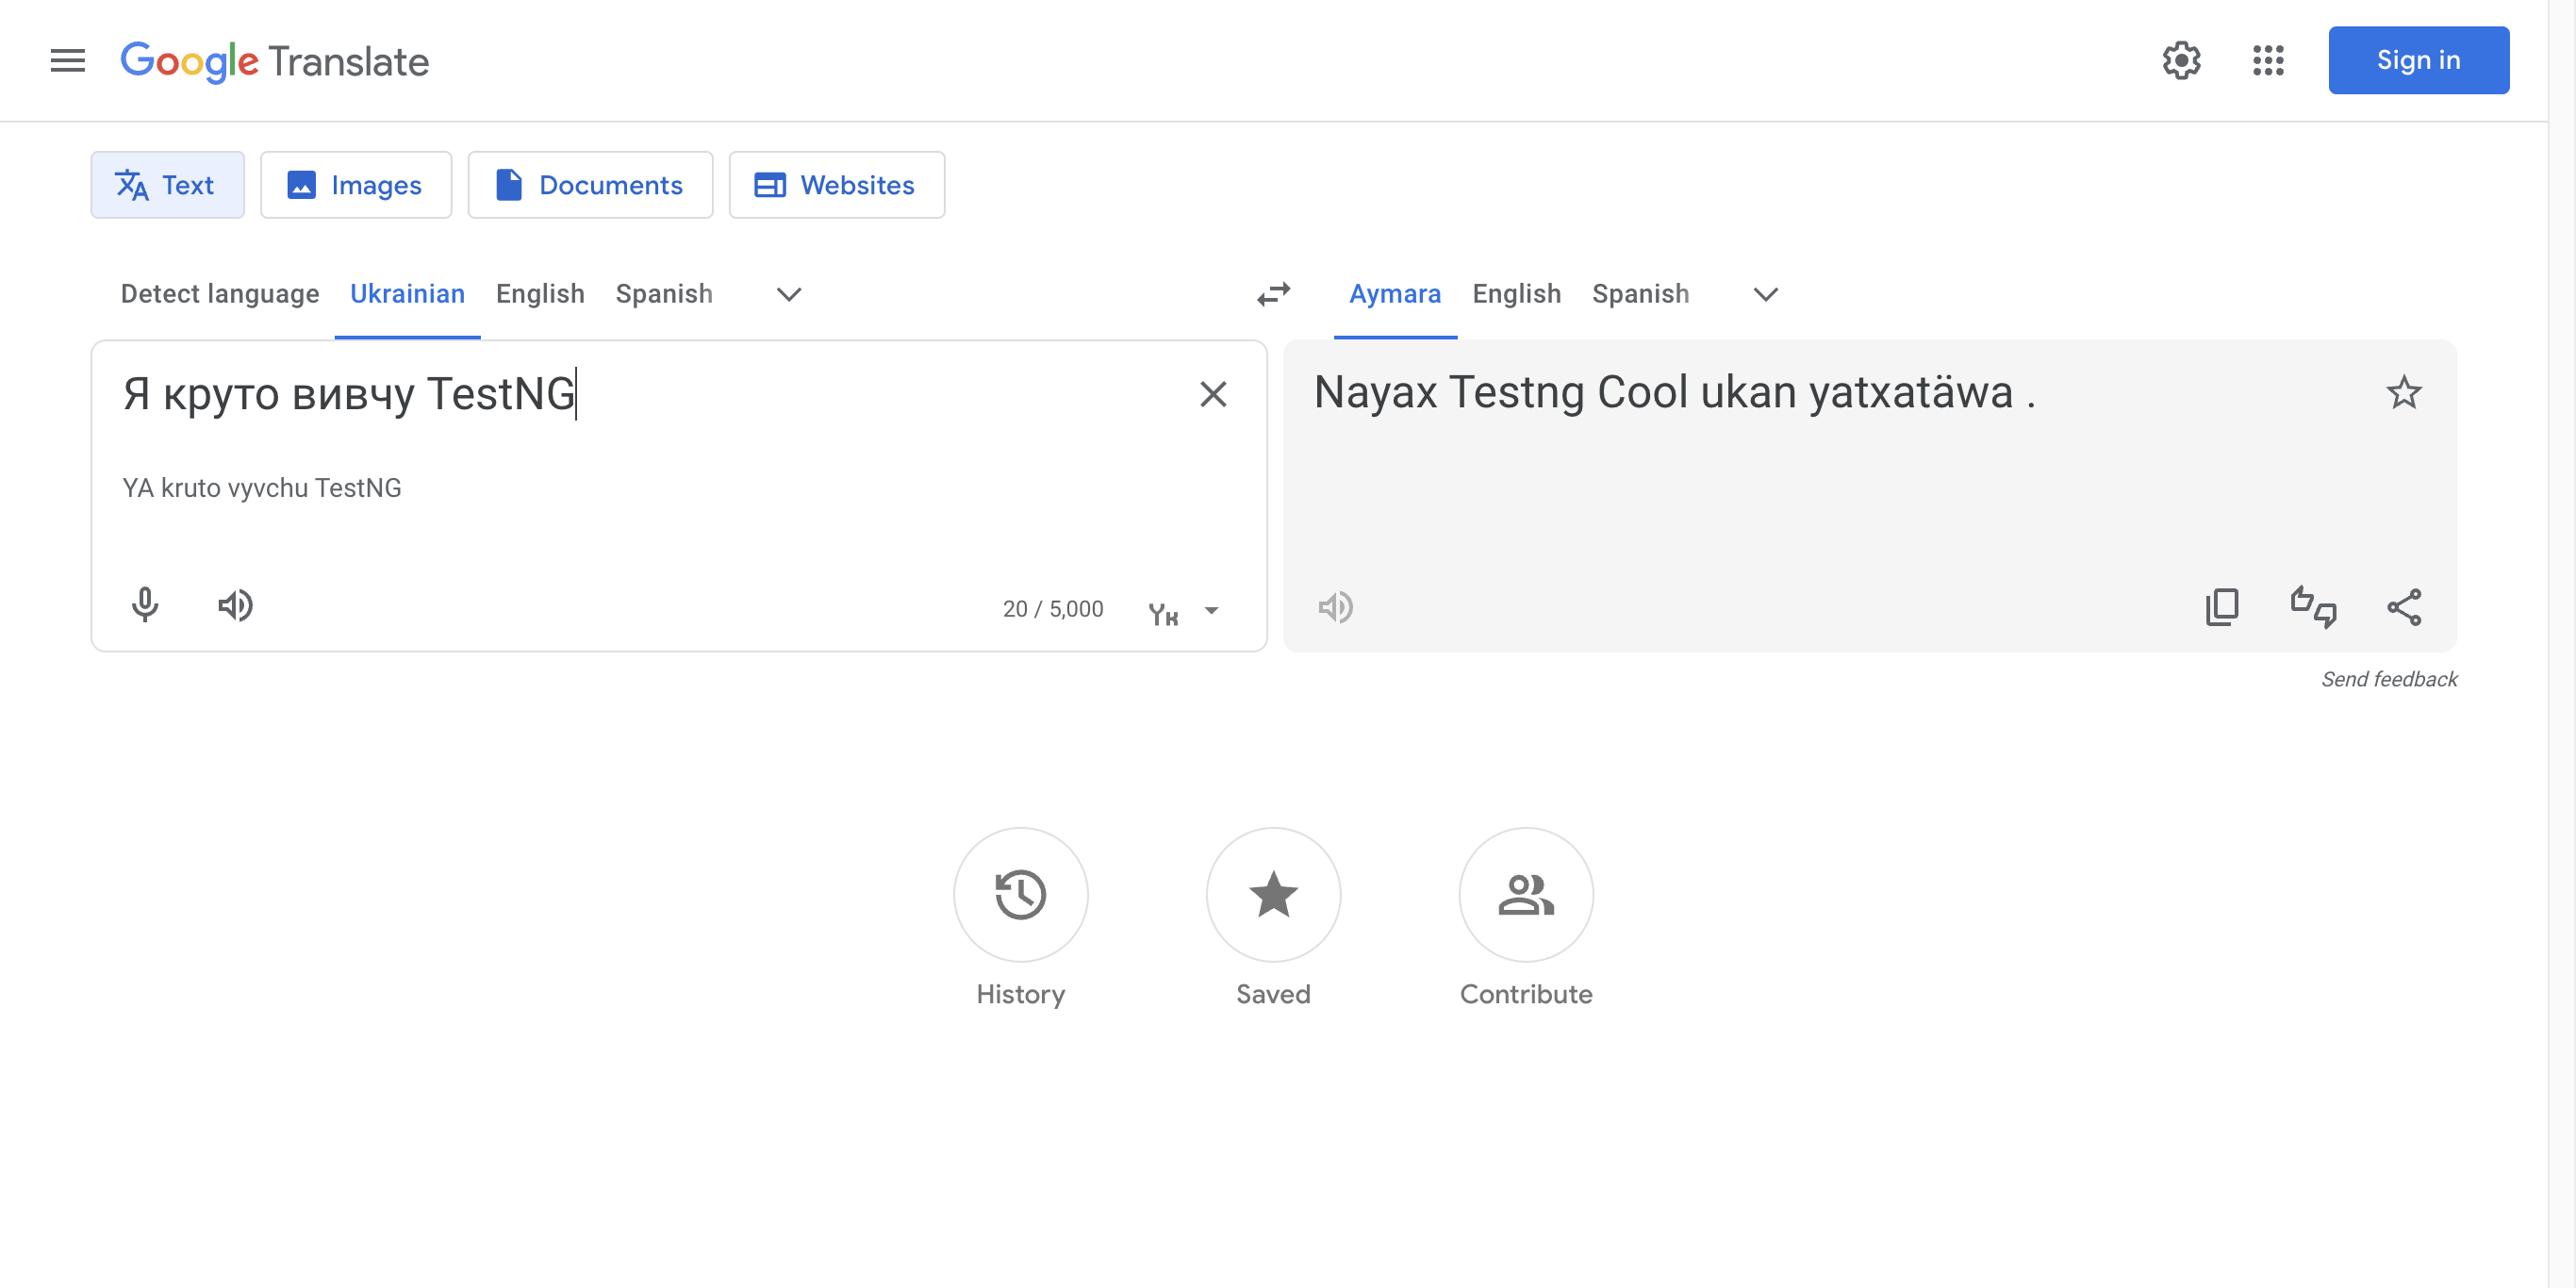 Google Translate
Sign in
Text Images Documents Websites
Detect language Ukrainian English Spanish
Aymara English Spanish
Я круто вивчу TestNG
Nayax Testng Cool ukan yatxatäwa .
YA kruto vyvchu TestNG
20 / 5,000
Send feedback
History Saved Contribute